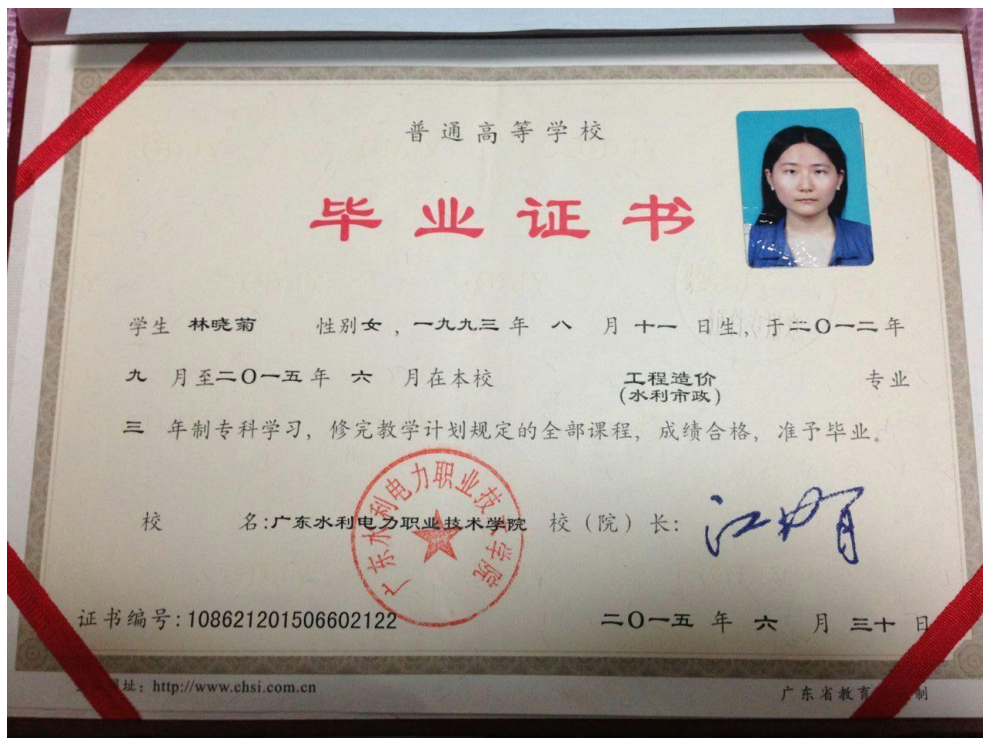 普通高等学校
毕业证书
学生 林晓菊 性别女，一九九三年 八 月 十一 日生，于二〇一二年
九 月至二〇一五年 六 月在本校 工程造价 专业
(水利市政)
三 年制专科学习，修完教学计划规定的全部课程，成绩合格，准予毕业。
校 名:广东水利电力职业技术学院 校（院）长:
广东水利电力职业技术学院
证书编号:108621201506602122 二〇一五 年 六 月 三十 日
址：http://www.chsi.com.cn 广东省教育 制